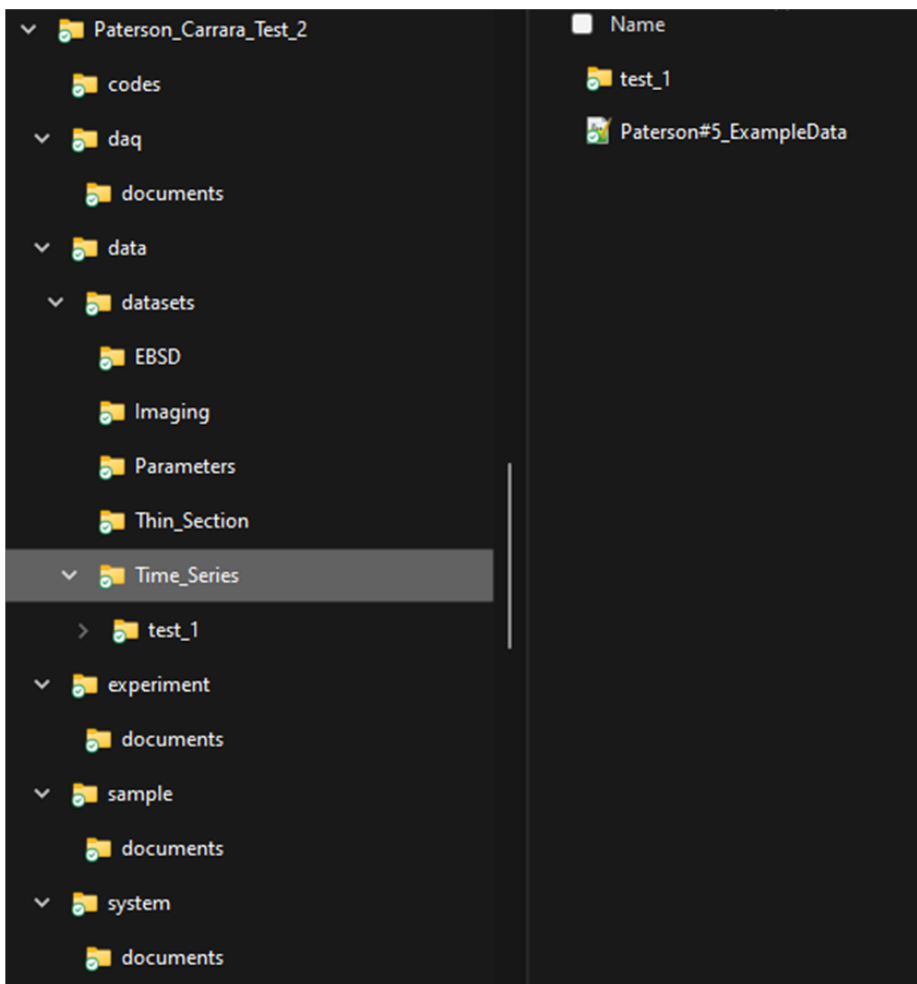 Paterson_Carrara_Test_2
codes
daq
documents
data
datasets
EBSD
Imaging
Parameters
Thin_Section
Time_Series
test_1
experiment
documents
sample
documents
system
documents
Name
test_1
Paterson#5_ExampleData